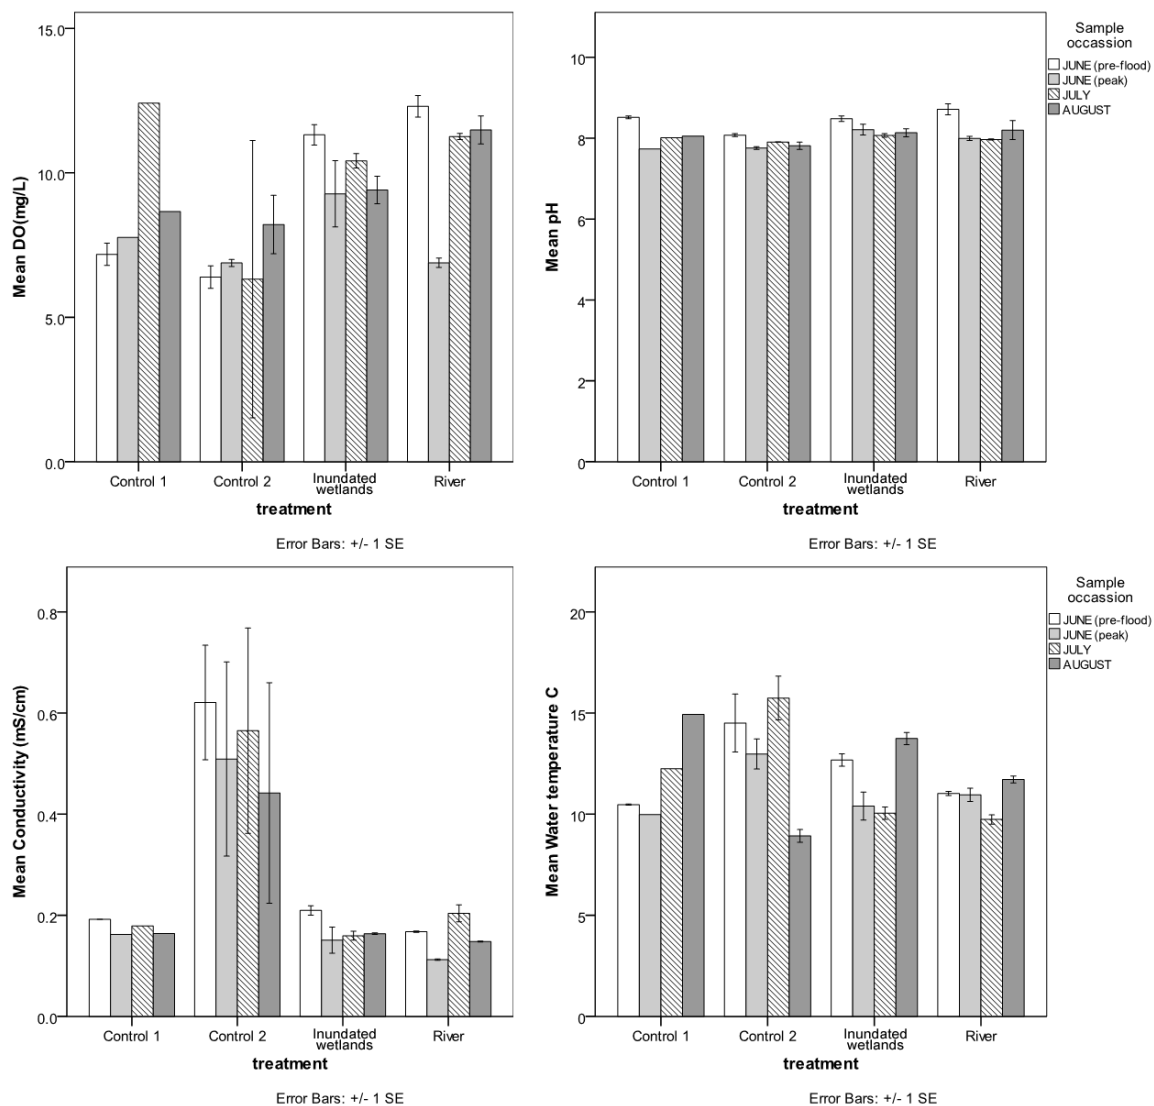 15.0
10.0
5.0
0.0
Mean DO(mg/L)
Control 1
Control 2
Inundated
wetlands
River
treatment
Error Bars: +/- 1 SE
10
8
6
4
2
0
Mean pH
Control 1
Control 2
Inundated
wetlands
River
treatment
Error Bars: +/- 1 SE
Sample
occassion
JUNE (pre-flood)
JUNE (peak)
JULY
AUGUST
0.8
0.6
0.4
0.2
0.0
Mean Conductivity (mS/cm)
Control 1
Control 2
Inundated
wetlands
River
treatment
Error Bars: +/- 1 SE
20
15
10
5
0
Mean Water temperature C
Control 1
Control 2
Inundated
wetlands
River
treatment
Error Bars: +/- 1 SE
Sample
occassion
JUNE (pre-flood)
JUNE (peak)
JULY
AUGUST